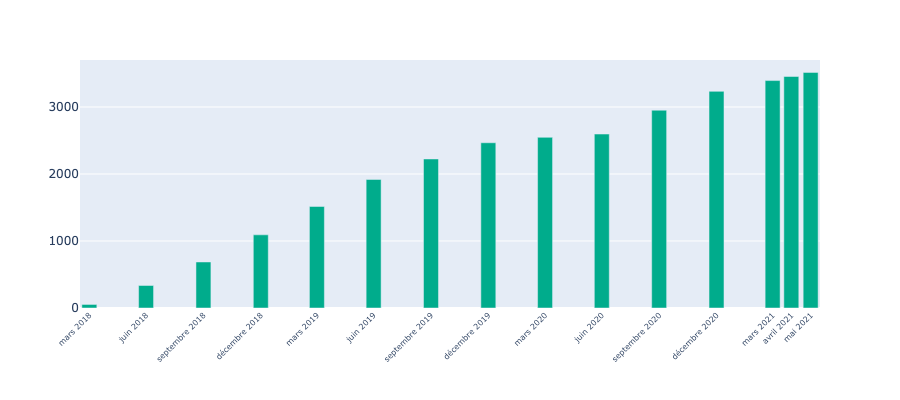 3000
2000
1000
0
mars 2018
juin 2018
septembre 2018
décembre 2018
mars 2019
juin 2019
septembre 2019
décembre 2019
mars 2020
juin 2020
septembre 2020
décembre 2020
mars 2021
avril 2021
mai 2021